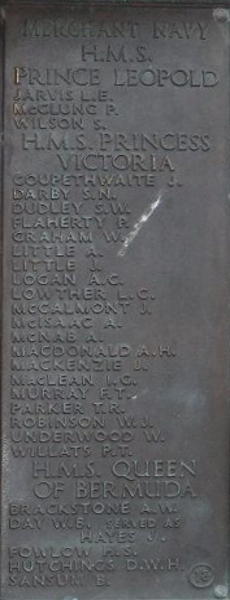 MERCHANT NAVY
H.M.S.
PRINCE LEOPOLD
JARVIS L.E.
McCLUNG P.
WILSON S.
H.M.S. PRINCESS
VICTORIA
COUPETHWAITE J.
DARBY S.N.
DUDLEY S.W.
FLAHERTY P.
GRAHAM W.
LITTLE A.
LITTLE J.
LOGAN A.C.
LOWTHER L.C.
McCALMONT J.
McISAAC A.
McNAB A.
MACDONALD A.H.
MACKENZIE J.
MacLEAN I.G.
MURRAY F.T.
PARKER T.R.
ROBINSON W.J.
UNDERWOOD W.
WILLATS P.T.
H.M.S. QUEEN
OF BERMUDA
BRACKSTONE A.W.
DAY W.B. SERVED AS
HAYES J.
FOWLOW H.S.
HUTCHINGS D.W.H.
SANSUM B.